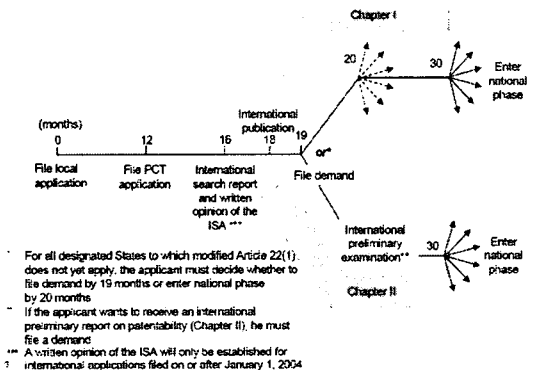 Chapter I
20
30
Enter
national
phase
International
publication
(months)
0
12
16
18
19
or*
File local
application
File PCT
application
International
search report
and written
opinion of the
ISA ***
File demand
International
preliminary
examination**
30
Enter
national
phase
Chapter II
* For all designated States to which modified Article 22(1)
does not yet apply, the applicant must decide whether to
file demand by 19 months or enter national phase
by 20 months
** If the applicant wants to receive an international
preliminary report on patentability (Chapter II), he must
file a demand
*** A written opinion of the ISA will only be established for
international applications filed on or after January 1, 2004